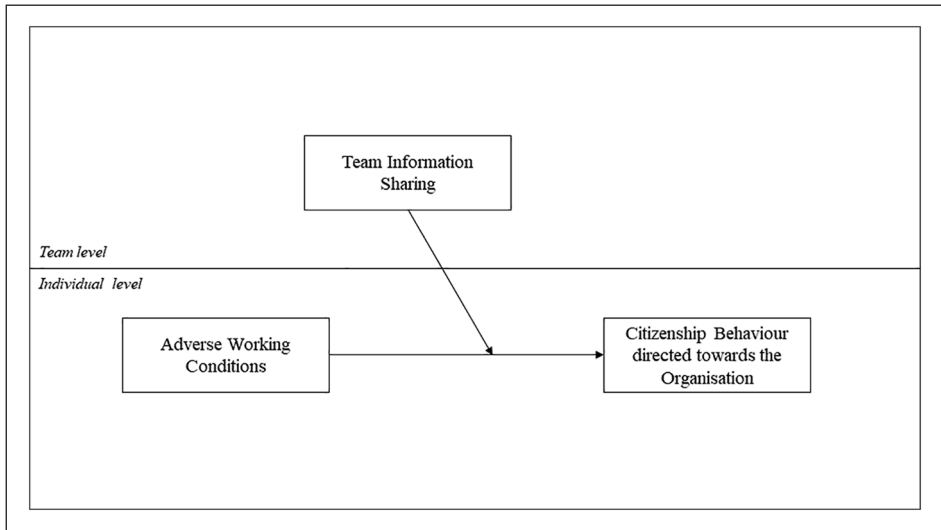 Team Information
Sharing
Team level
Individual level
Adverse Working
Conditions
Citizenship Behaviour
directed towards the
Organisation